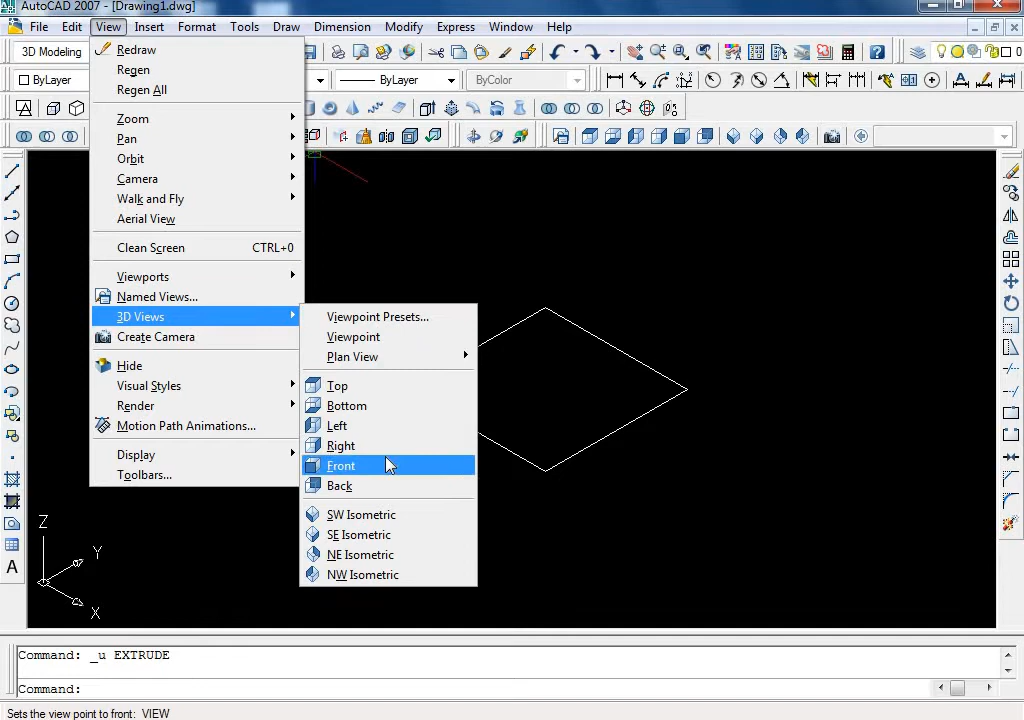 AutoCAD 2007 - [Drawing1.dwg]
File Edit View Insert Format Tools Draw Dimension Modify Express Window Help
3D Modeling
ByLayer
ByLayer
ByColor
Redraw
Regen
Regen All
Zoom
Pan
Orbit
Camera
Walk and Fly
Aerial View
Clean Screen CTRL+0
Viewports
Named Views...
3D Views
Create Camera
Hide
Visual Styles
Render
Motion Path Animations...
Display
Toolbars...
Viewpoint Presets...
Viewpoint
Plan View
Top
Bottom
Left
Right
Front
Back
SW Isometric
SE Isometric
NE Isometric
NW Isometric
Z
Y
X
A
Command: _u EXTRUDE
Command:
Sets the view point to front: VIEW